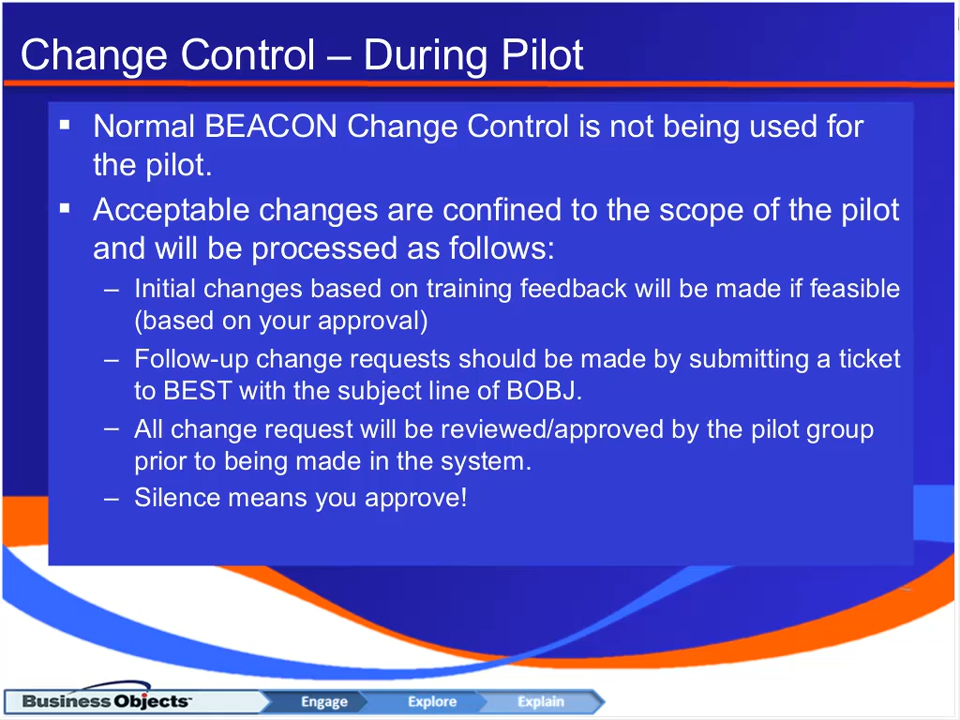 Change Control – During Pilot
▪ Normal BEACON Change Control is not being used for
the pilot.
▪ Acceptable changes are confined to the scope of the pilot
and will be processed as follows:
– Initial changes based on training feedback will be made if feasible
(based on your approval)
– Follow-up change requests should be made by submitting a ticket
to BEST with the subject line of BOBJ.
– All change request will be reviewed/approved by the pilot group
prior to being made in the system.
– Silence means you approve!
Business Objects™ Engage Explore Explain